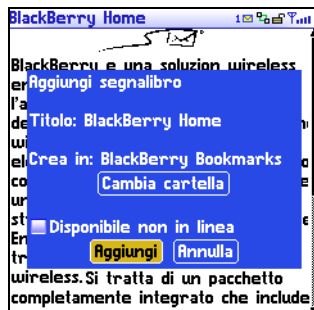 BlackBerry Home 1
BlackBerry e una soluzion wireless
Aggiungi segnalibro
Titolo: BlackBerry Home
Crea in: BlackBerry Bookmarks
Cambia cartella
Disponibile non in linea
Aggiungi Annulla
wireless. Si tratta di un pacchetto
completamente integrato che include